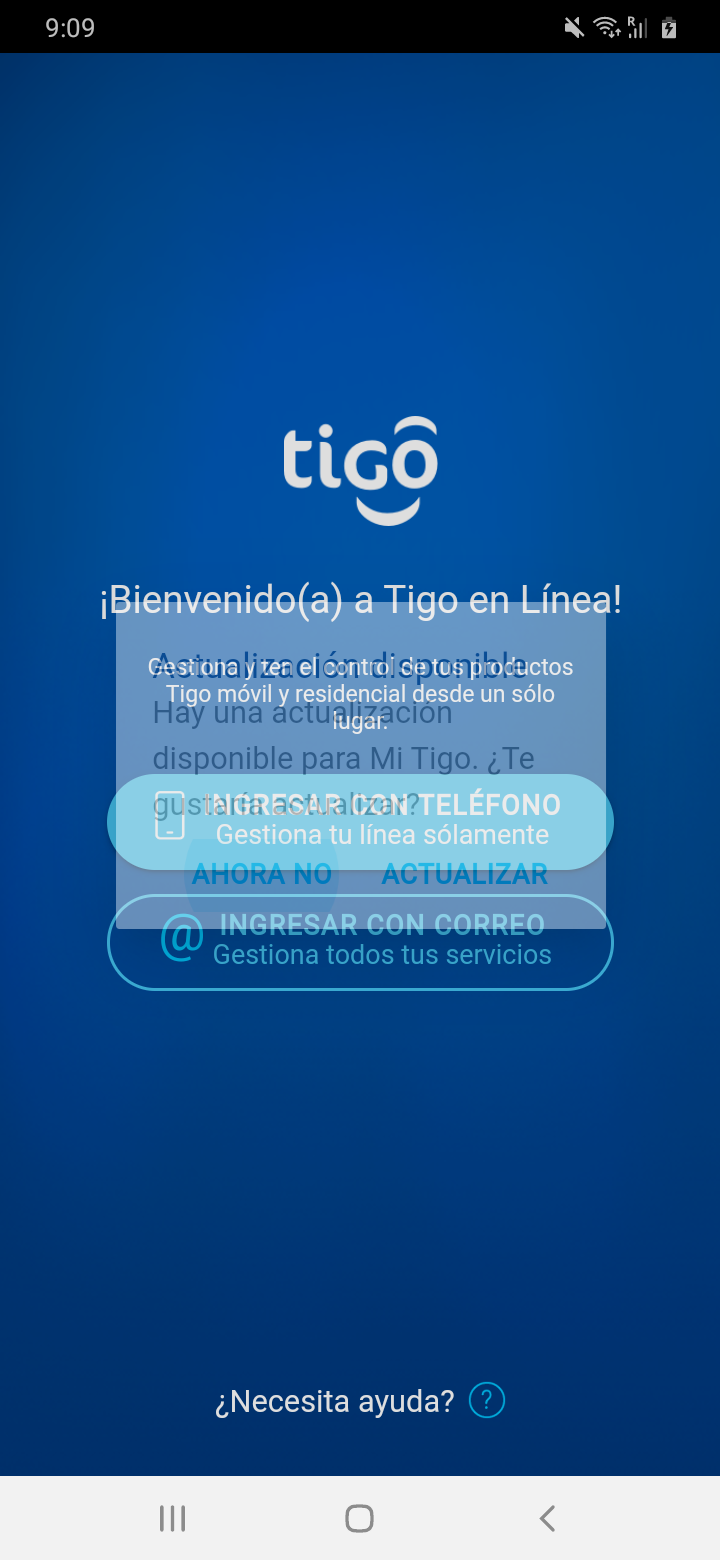 9:09
R
tigo
¡Bienvenido(a) a Tigo en Línea!
Actualización disponible
Gestiona y ten el control de tus productos
Tigo móvil y residencial desde un sólo
lugar.
Hay una actualización
disponible para Mi Tigo. ¿Te
gustaría actualizar?
INGRESAR CON TELÉFONO
Gestiona tu línea sólamente
AHORA NO ACTUALIZAR
@ INGRESAR CON CORREO
Gestiona todos tus servicios
¿Necesita ayuda? ?